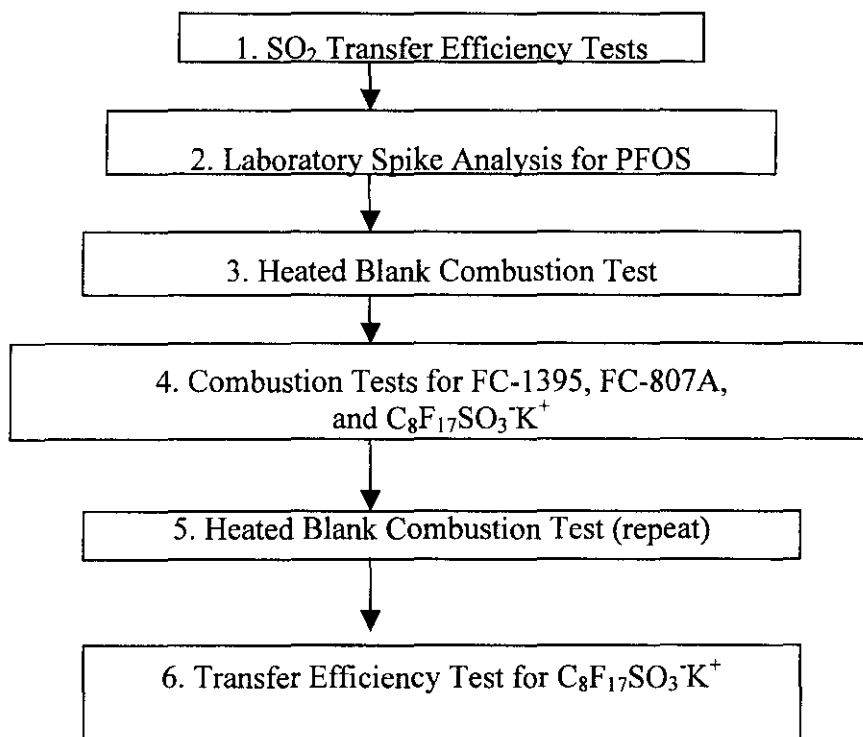 1. SO₂ Transfer Efficiency Tests
2. Laboratory Spike Analysis for PFOS
3. Heated Blank Combustion Test
4. Combustion Tests for FC-1395, FC-807A,
and C₈F₁₇SO₃⁻K⁺
5. Heated Blank Combustion Test (repeat)
6. Transfer Efficiency Test for C₈F₁₇SO₃⁻K⁺